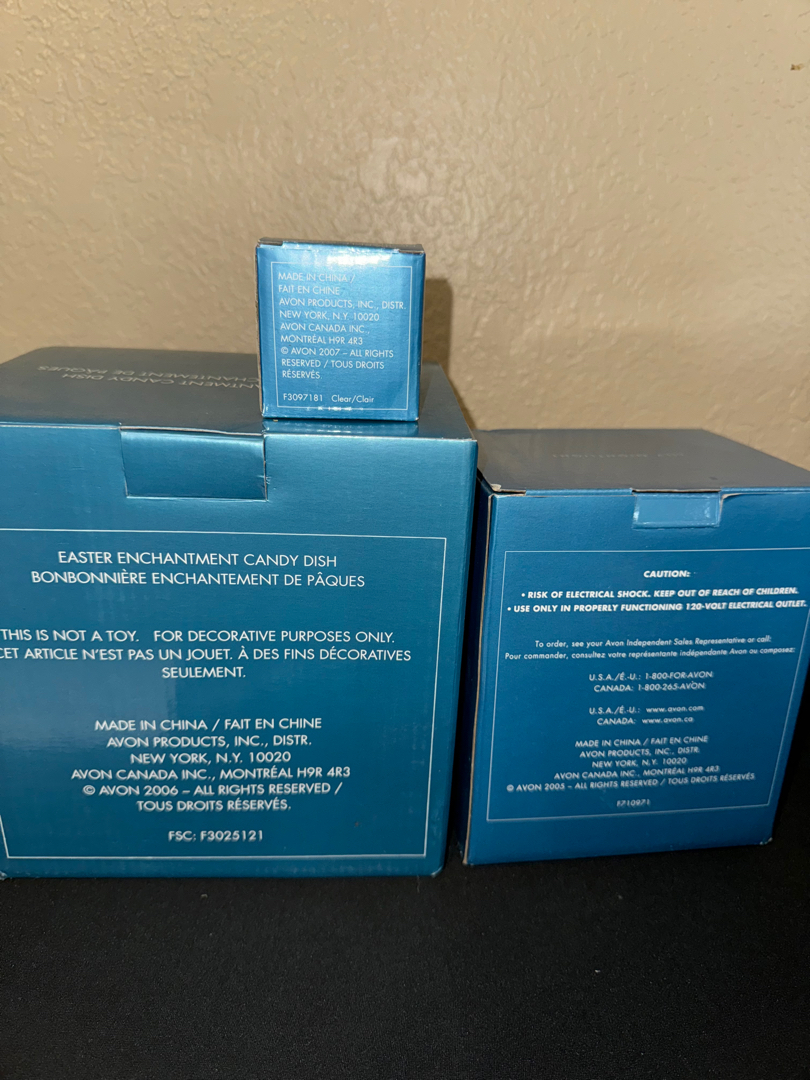 MADE IN CHINA /
FAIT EN CHINE
AVON PRODUCTS, INC., DISTR.
NEW YORK, N.Y. 10020
AVON CANADA INC.,
MONTRÉAL H9R 4R3
© AVON 2007 – ALL RIGHTS
RESERVED / TOUS DROITS
RÉSERVÉS
F3097181 Clear/Clair
ANTMENT CANDY DISH
CHANTEMENT DE PÂQUES
EASTER ENCHANTMENT CANDY DISH
BONBONNIÈRE ENCHANTEMENT DE PÂQUES
THIS IS NOT A TOY. FOR DECORATIVE PURPOSES ONLY.
CET ARTICLE N'EST PAS UN JOUET. À DES FINS DÉCORATIVES
SEULEMENT.
MADE IN CHINA / FAIT EN CHINE
AVON PRODUCTS, INC., DISTR.
NEW YORK, N.Y. 10020
AVON CANADA INC., MONTRÉAL H9R 4R3
© AVON 2006 – ALL RIGHTS RESERVED /
TOUS DROITS RÉSERVÉS.
FSC: F3025121
CAUTION:
• RISK OF ELECTRICAL SHOCK. KEEP OUT OF REACH OF CHILDREN.
• USE ONLY IN PROPERLY FUNCTIONING 120-VOLT ELECTRICAL OUTLET.
To order, see your Avon Independent Sales Representative or call:
Pour commander, consultez votre représentante indépendante Avon ou composez:
U.S.A./É.-U.: 1-800-FOR-AVON
CANADA: 1-800-265-AVON
U.S.A./É.-U.: www.avon.com
CANADA: www.avon.ca
MADE IN CHINA / FAIT EN CHINE
AVON PRODUCTS, INC., DISTR.
NEW YORK, N.Y. 10020
AVON CANADA INC., MONTRÉAL H9R 4R3
© AVON 2005 – ALL RIGHTS RESERVED / TOUS DROITS RÉSERVÉS
F710971